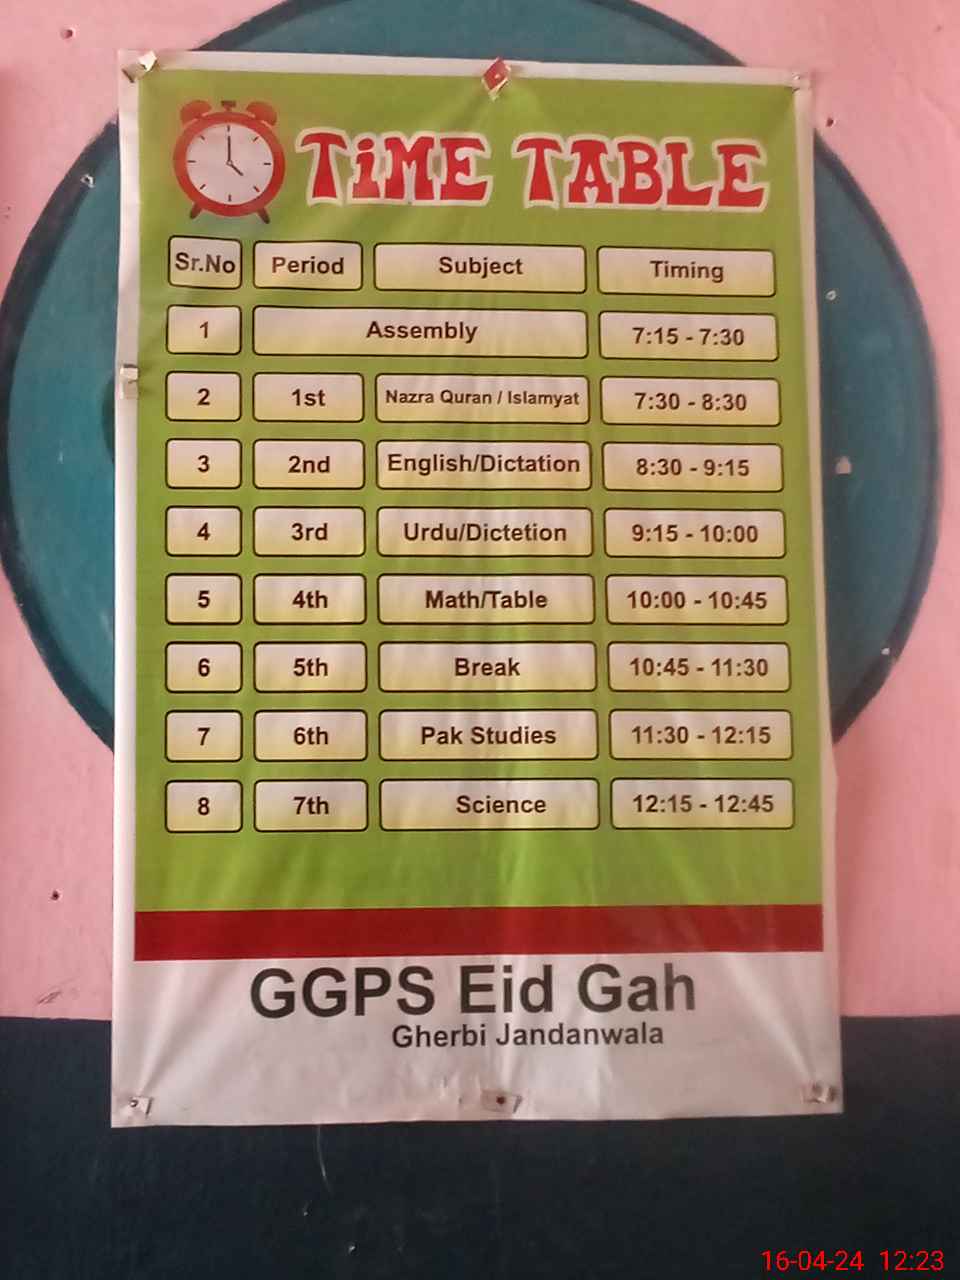 TiME TABLE
Sr.No Period Subject Timing
1 Assembly 7:15 - 7:30
2 1st Nazra Quran / Islamyat 7:30 - 8:30
3 2nd English/Dictation 8:30 - 9:15
4 3rd Urdu/Dictetion 9:15 - 10:00
5 4th Math/Table 10:00 - 10:45
6 5th Break 10:45 - 11:30
7 6th Pak Studies 11:30 - 12:15
8 7th Science 12:15 - 12:45
GGPS Eid Gah
Gherbi Jandanwala
16-04-24 12:23